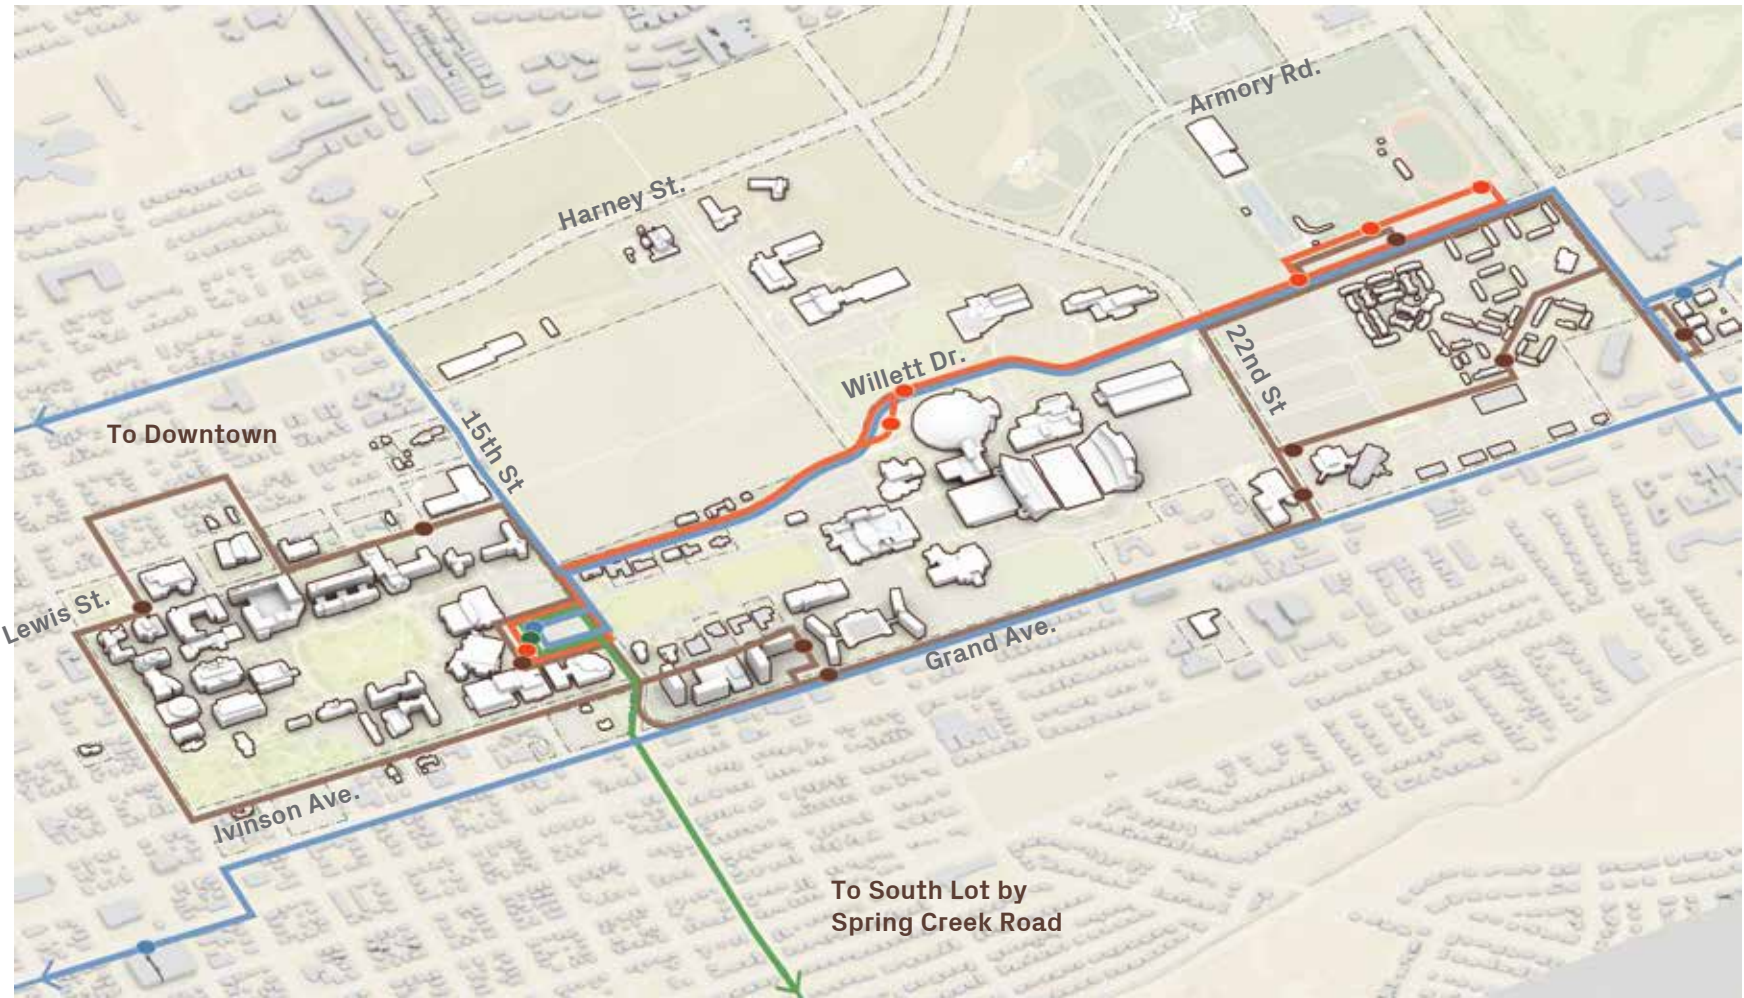 Armory Rd.
Harney St.
Willett Dr.
22nd St
15th St
To Downtown
Lewis St.
Grand Ave.
Ivinson Ave.
To South Lot by
Spring Creek Road